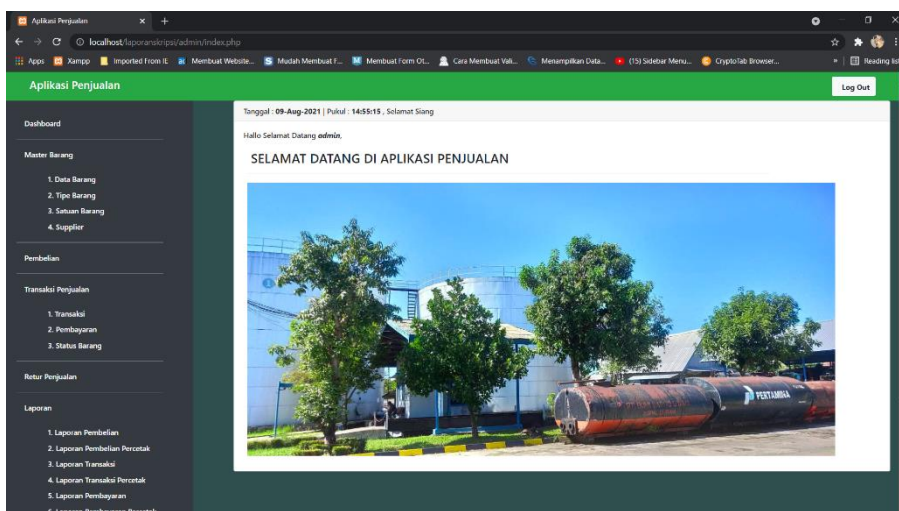 Aplikasi Penjualan
localhost/laporanskripsi/admin/index.php
Apps Xampp Imported From IE Membuat Website... Mudah Membuat F... Membuat Form Ot... Cara Membuat Vali... Menampilkan Data... (15) Sidebar Menu... CryptoTab Browser... » Reading list
Aplikasi Penjualan Log Out
Tanggal : 09-Aug-2021 | Pukul : 14:55:15 , Selamat Siang
Hallo Selamat Datang admin,
SELAMAT DATANG DI APLIKASI PENJUALAN
PERTAMINA
Dashboard
Master Barang
1. Data Barang
2. Tipe Barang
3. Satuan Barang
4. Supplier
Pembelian
Transaksi Penjualan
1. Transaksi
2. Pembayaran
3. Status Barang
Retur Penjualan
Laporan
1. Laporan Pembelian
2. Laporan Pembelian Percetak
3. Laporan Transaksi
4. Laporan Transaksi Percetak
5. Laporan Pembayaran
6. Laporan Pembayaran Percetak